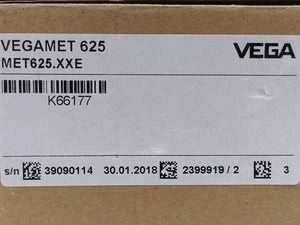 VEGAMET 625
VEGA
MET625.XXE
K66177
s/n 39090114 30.01.2018 2399919 / 2 3